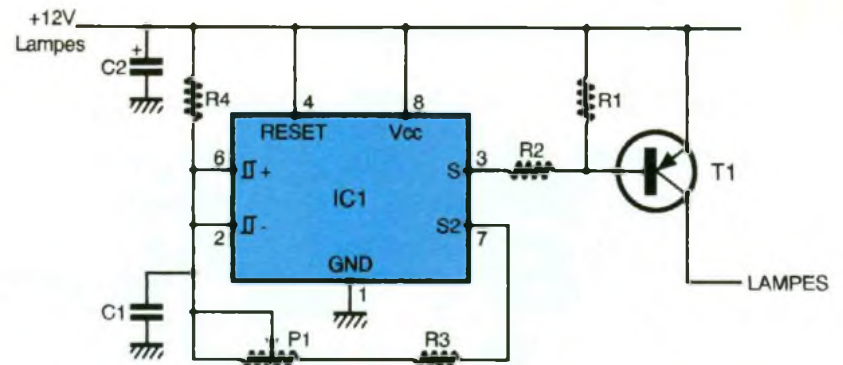 +12V
Lampes
C2
+
R4
4
8
R1
RESET
Vcc
6
+
IC1
S
3
R2
T1
2
-
S2
7
GND
1
C1
LAMPES
P1
R3